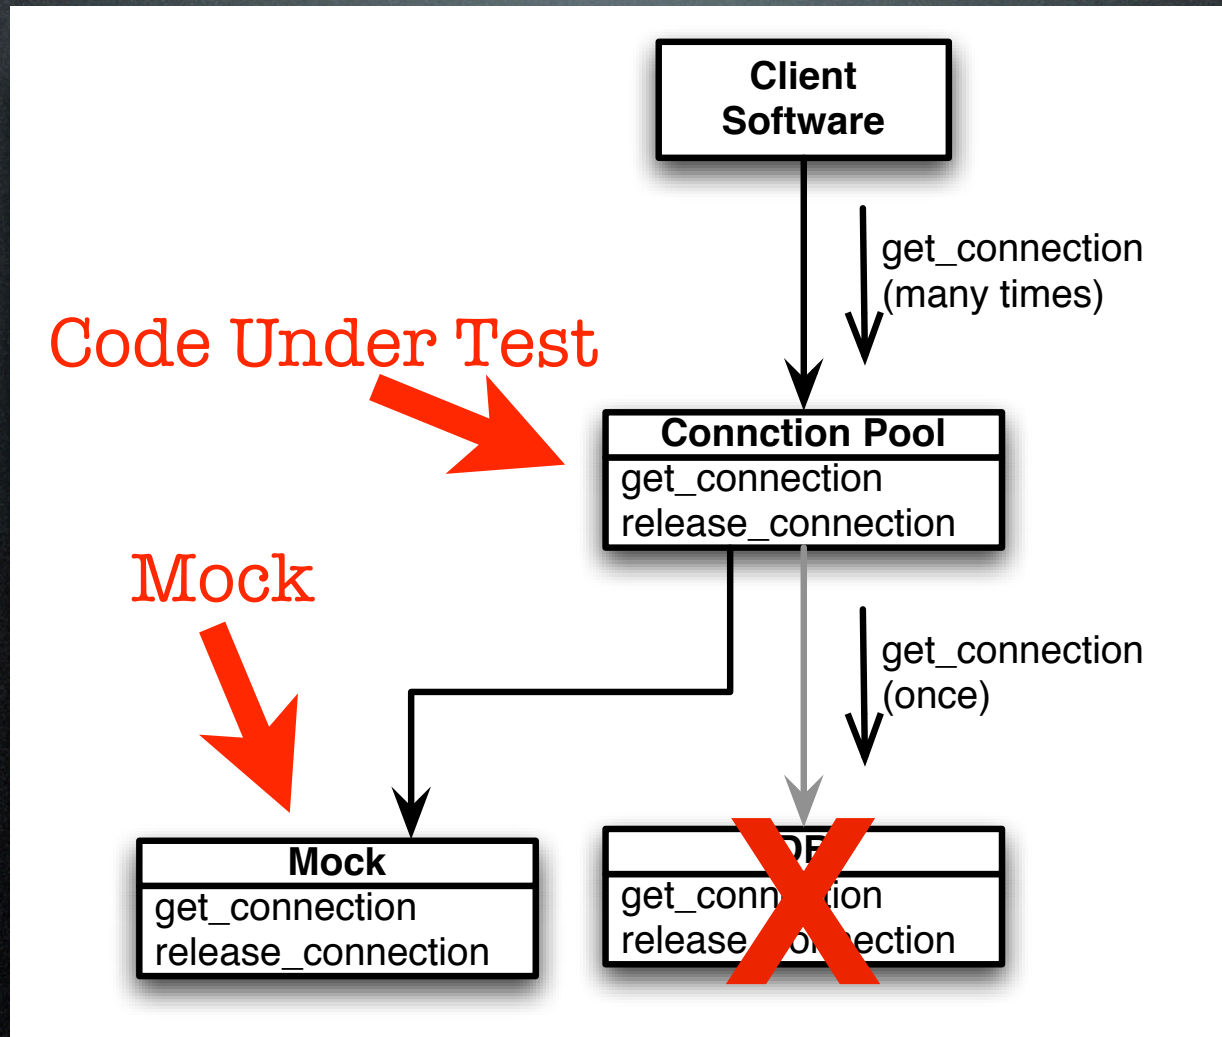 Client
Software
get_connection
(many times)
Code Under Test
Connction Pool
get_connection
release_connection
Mock
get_connection
(once)
Mock
get_connection
release_connection